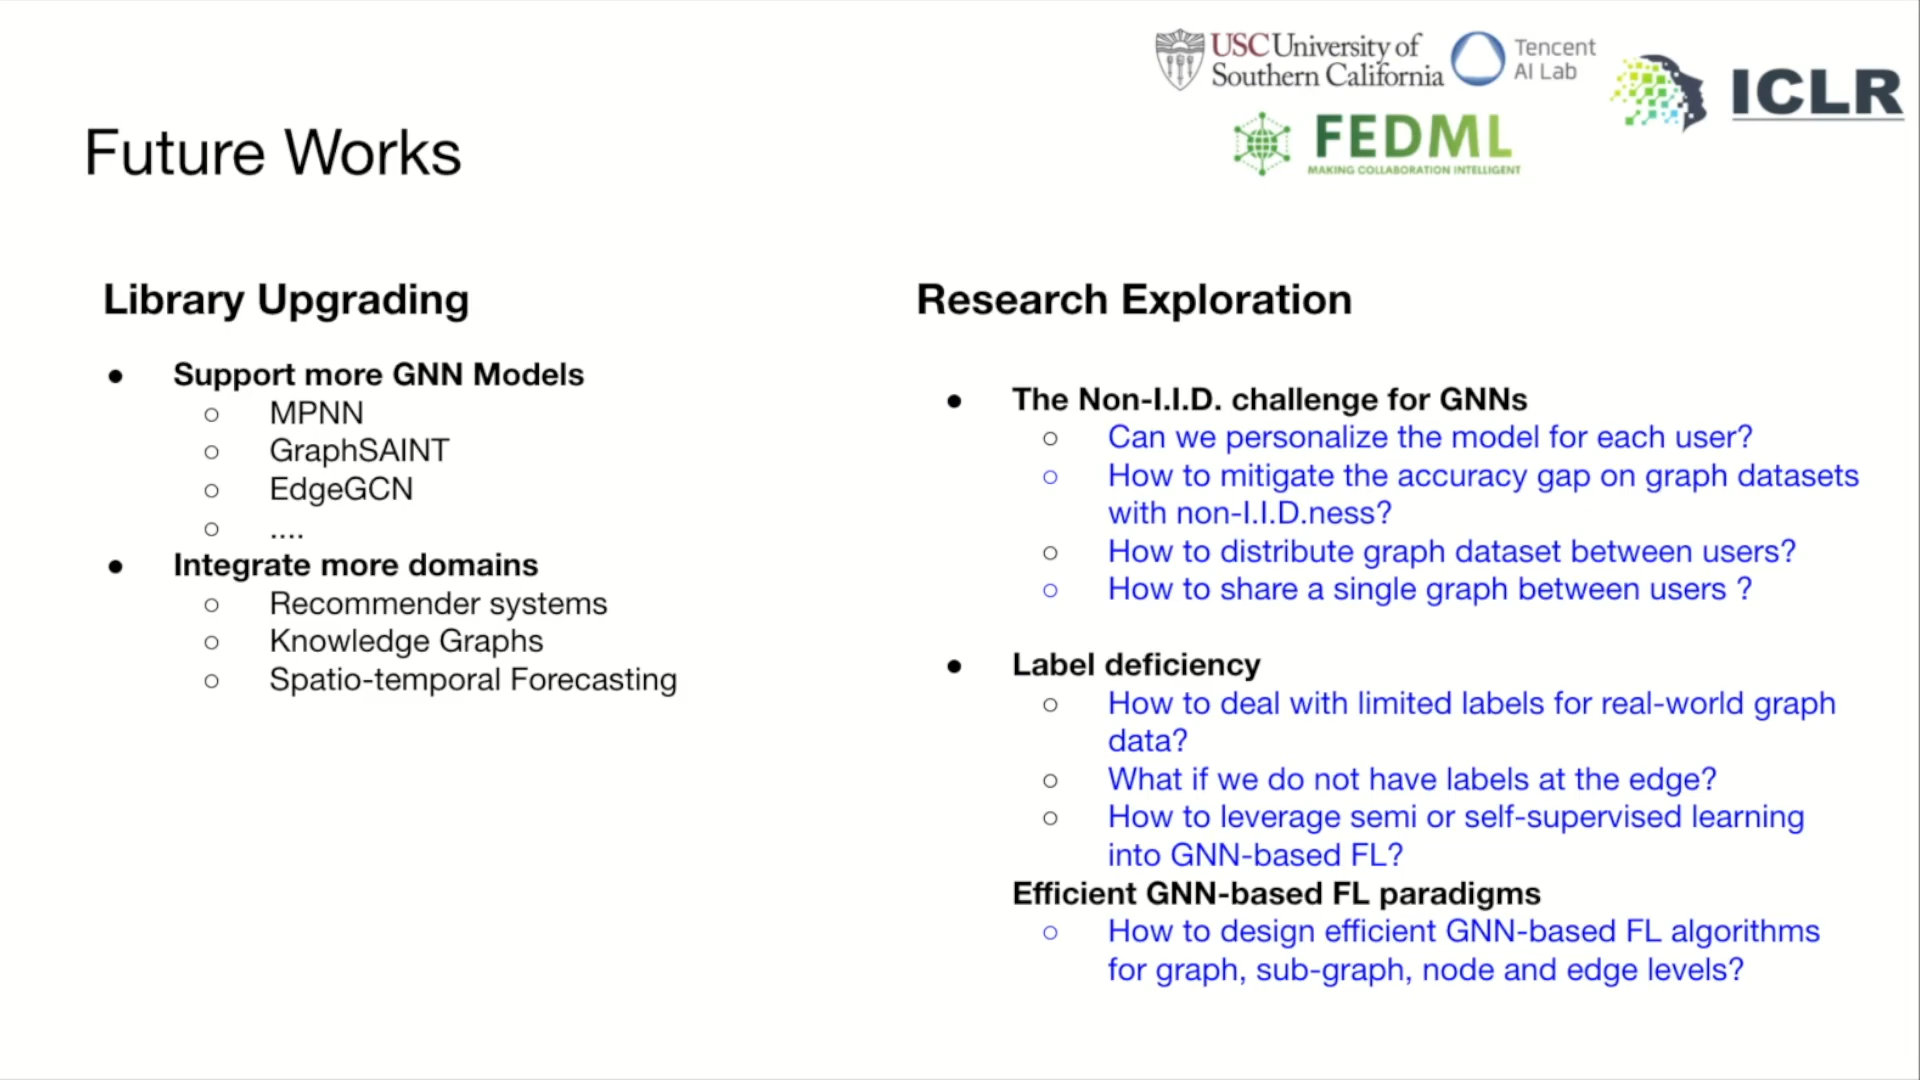 USC University of
Southern California
Tencent
AI Lab
ICLR
FEDML
MAKING COLLABORATION INTELLIGENT
Future Works
Library Upgrading
● Support more GNN Models
○ MPNN
○ GraphSAINT
○ EdgeGCN
○ ....
● Integrate more domains
○ Recommender systems
○ Knowledge Graphs
○ Spatio-temporal Forecasting
Research Exploration
● The Non-I.I.D. challenge for GNNs
○ Can we personalize the model for each user?
○ How to mitigate the accuracy gap on graph datasets
with non-I.I.D.ness?
○ How to distribute graph dataset between users?
○ How to share a single graph between users ?
● Label deficiency
○ How to deal with limited labels for real-world graph
data?
○ What if we do not have labels at the edge?
○ How to leverage semi or self-supervised learning
into GNN-based FL?
Efficient GNN-based FL paradigms
○ How to design efficient GNN-based FL algorithms
for graph, sub-graph, node and edge levels?